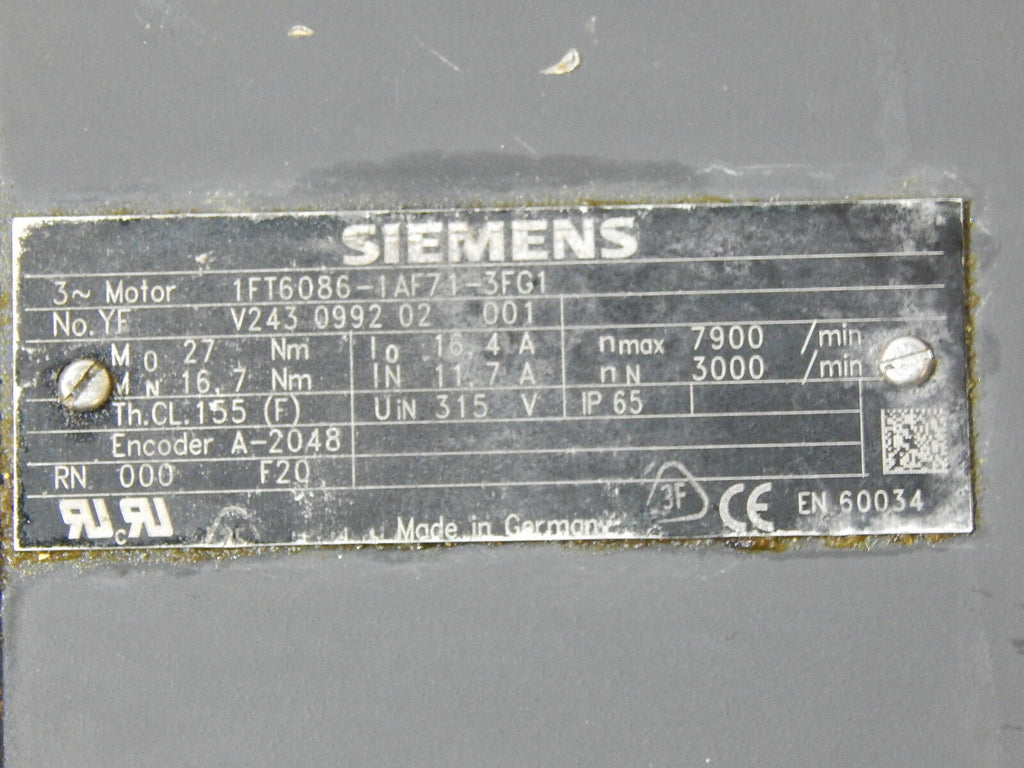 SIEMENS
3~ Motor 1FT6086-1AF71-3FG1
No. YF V243 0992 02 001
M0 27 Nm I0 16,4 A nmax 7900 /min
MN 16,7 Nm IN 11,7 A nN 3000 /min
Th.CL.155 (F) UiN 315 V IP 65
Encoder A-2048
RN 000 F20
3F CE EN 60034
Made in Germany